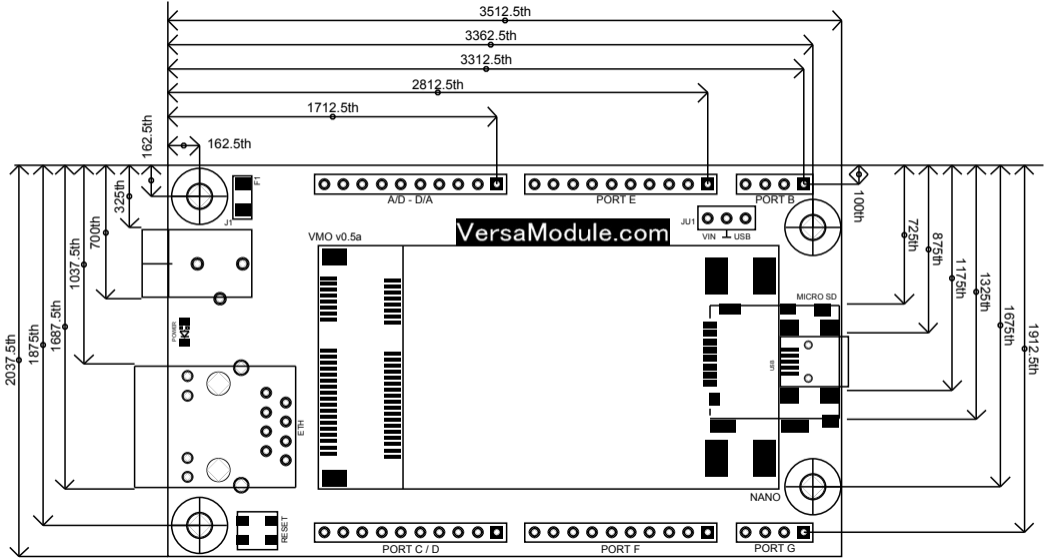 3512.5th
3362.5th
3312.5th
2812.5th
1712.5th
162.5th
162.5th
325th
700th
1037.5th
1687.5th
1875th
2037.5th
100th
725th
875th
1175th
1325th
1675th
1912.5th
F1
J1
A/D - D/A
PORT E
PORT B
JU1
VIN
USB
VersaModule.com
VMO v0.5a
MICRO SD
POWER
USB
ETH
NANO
RESET
PORT C / D
PORT F
PORT G